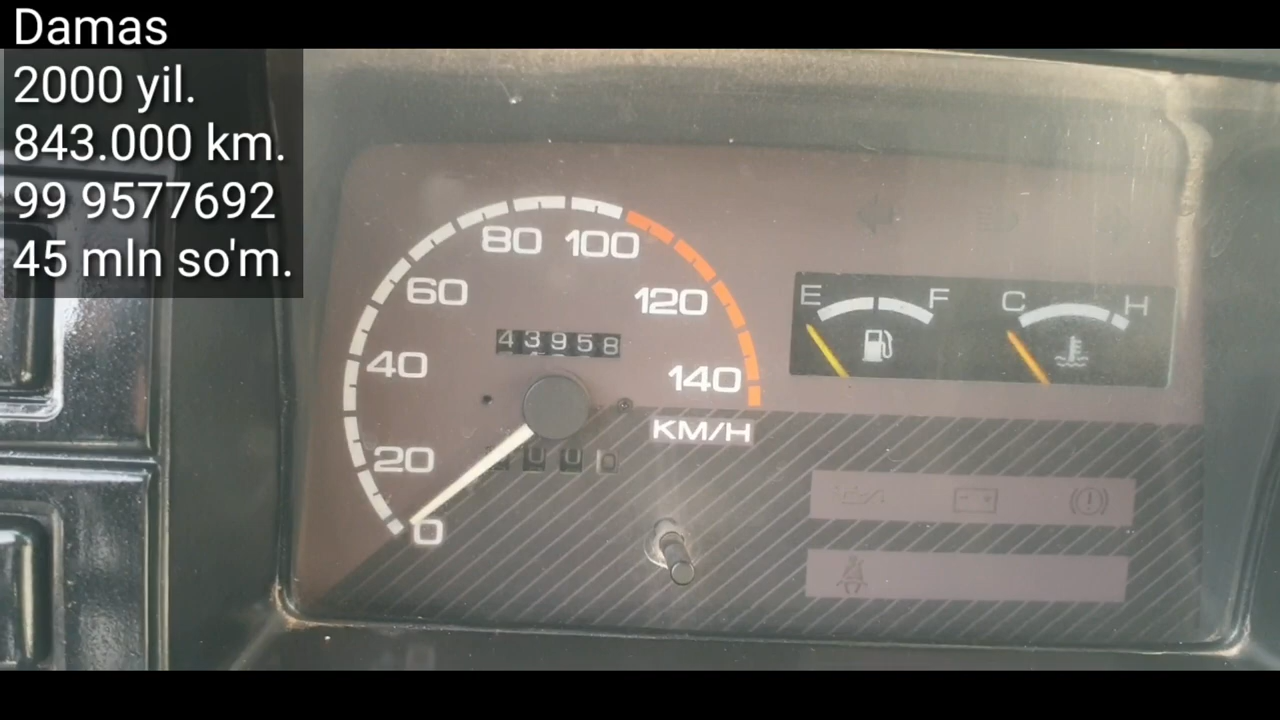 Damas
2000 yil.
843.000 km.
99 9577692
45 mln so'm.
80 100
60 120
E F C H
43958
40 140
KM/H
20
0